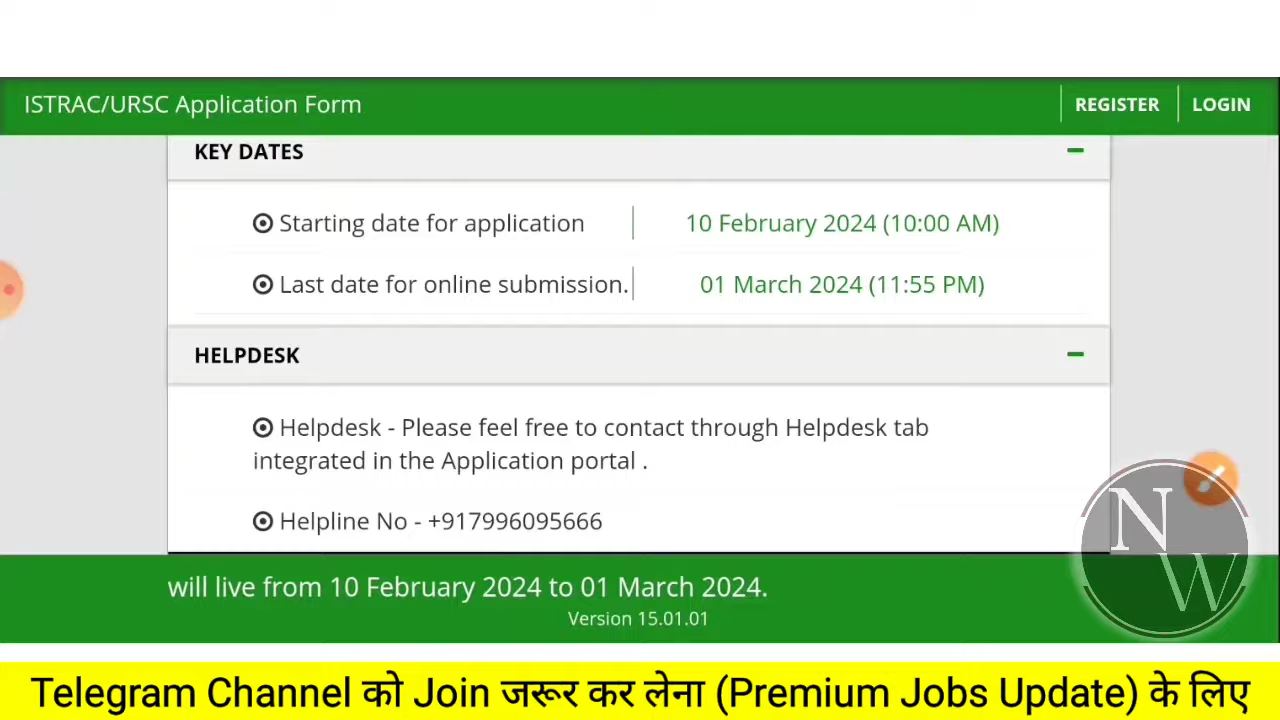 ISTRAC/URSC Application Form
REGISTER
LOGIN
KEY DATES
Starting date for application
10 February 2024 (10:00 AM)
Last date for online submission.
01 March 2024 (11:55 PM)
HELPDESK
Helpdesk - Please feel free to contact through Helpdesk tab
integrated in the Application portal .
Helpline No - +917996095666
NW
will live from 10 February 2024 to 01 March 2024.
Version 15.01.01
Telegram Channel को Join जरूर कर लेना (Premium Jobs Update) के लिए